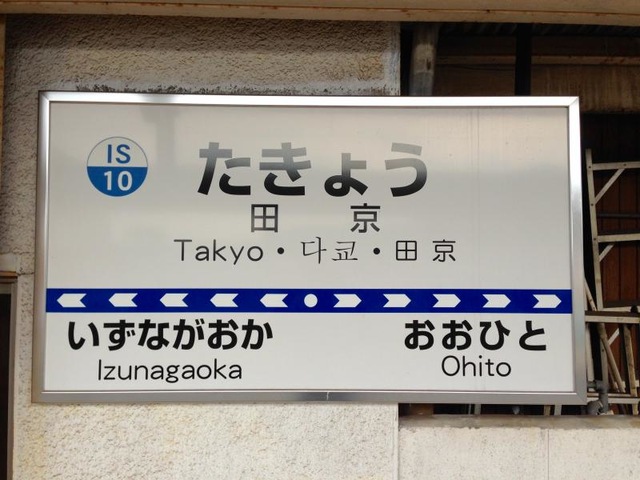 IS
10
たきょう
田 京
Takyo・다쿄・田京
いずながおか おおひと
Izunagaoka Ohito